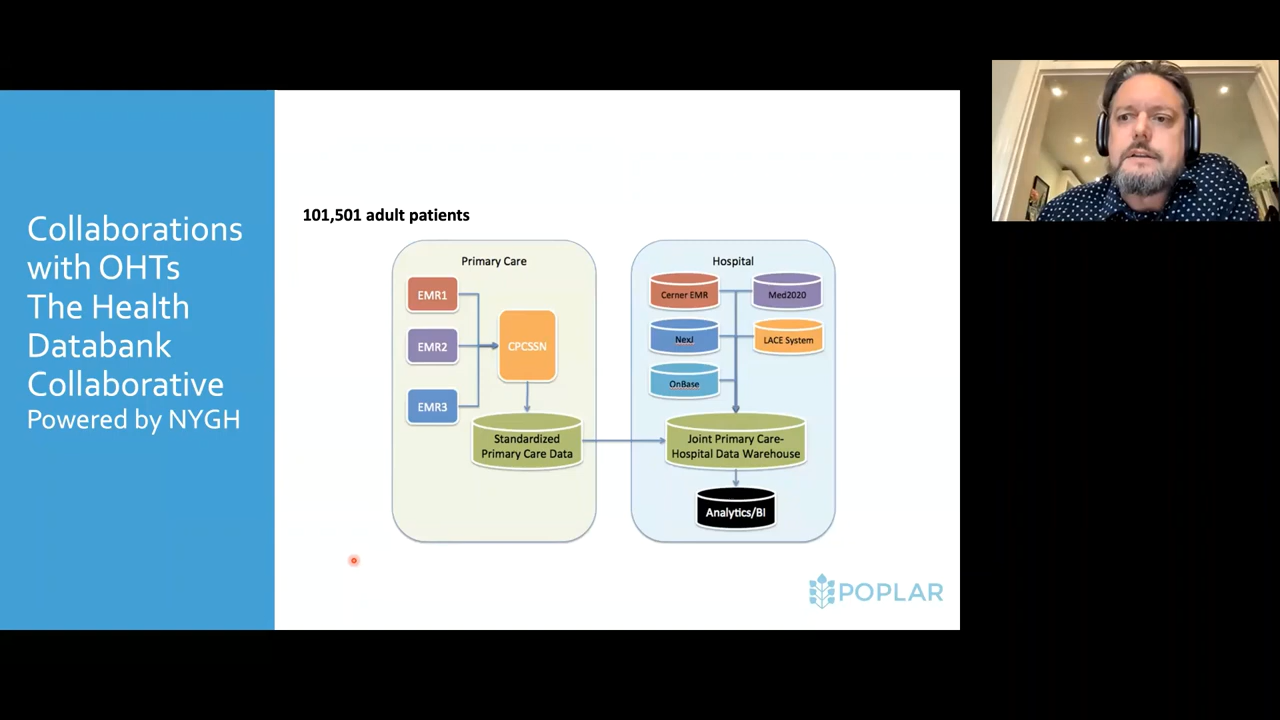 Collaborations
with OHTs
The Health
Databank
Collaborative
Powered by NYGH
101,501 adult patients
Primary Care
EMR1
EMR2
EMR3
CPCSSN
Standardized
Primary Care Data
Hospital
Cerner EMR
Med2020
NexJ
LACE System
OnBase
Joint Primary Care-
Hospital Data Warehouse
Analytics/BI
POPLAR